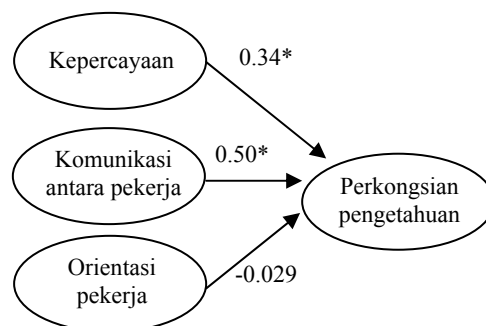 Kepercayaan
0.34*
Komunikasi
antara pekerja
0.50*
Perkongsian
pengetahuan
Orientasi
pekerja
-0.029